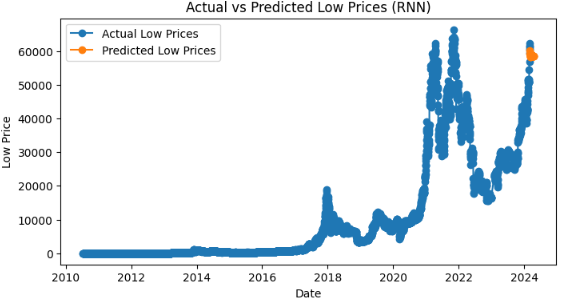 Actual vs Predicted Low Prices (RNN)
Actual Low Prices
Predicted Low Prices
Low Price
60000
50000
40000
30000
20000
10000
0
2010 2012 2014 2016 2018 2020 2022 2024
Date